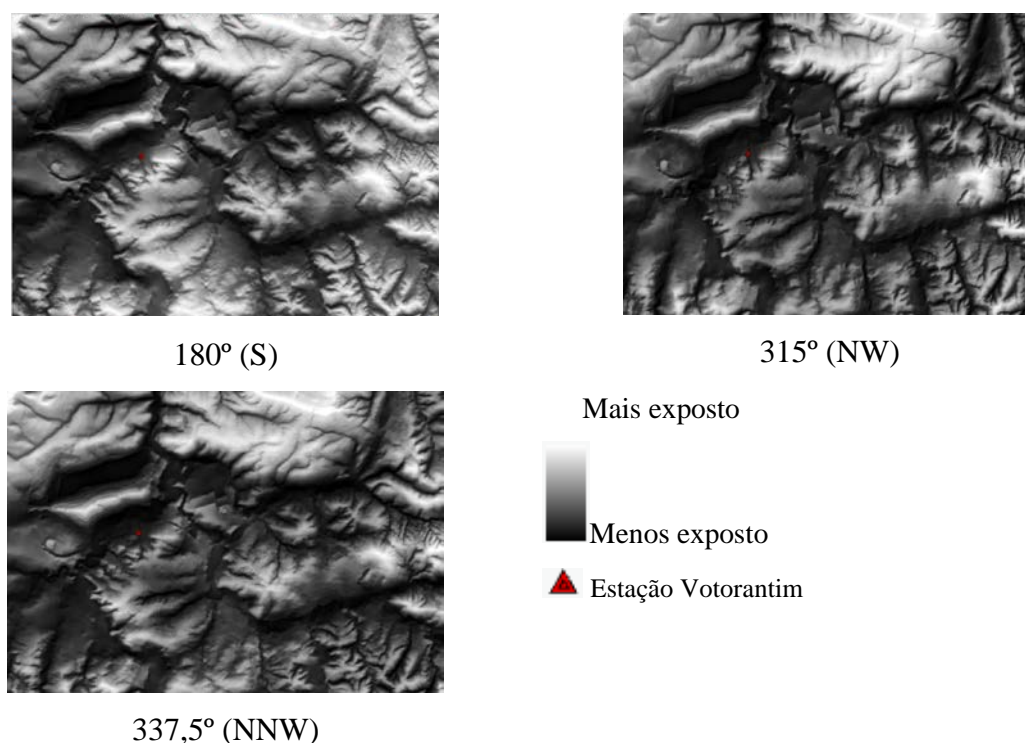 180º (S)
315º (NW)
Mais exposto
Menos exposto
Estação Votorantim
337,5º (NNW)